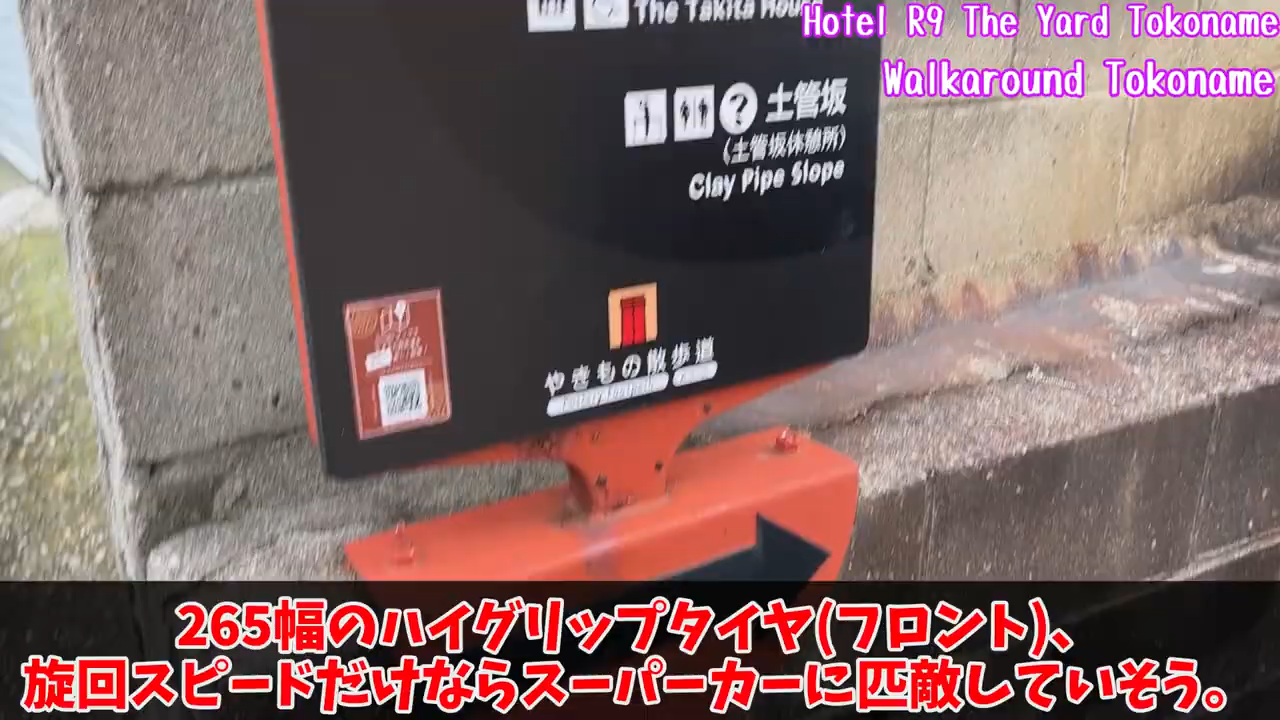 The Takita Hou
Hotel R9 The Yard Tokoname
Walkaround Tokoname
土管坂
(土管坂休憩所)
Clay Pipe Slope
やきもの散歩道
265幅のハイグリップタイヤ(フロント)、
旋回スピードだけならスーパーカーに匹敵していそう。